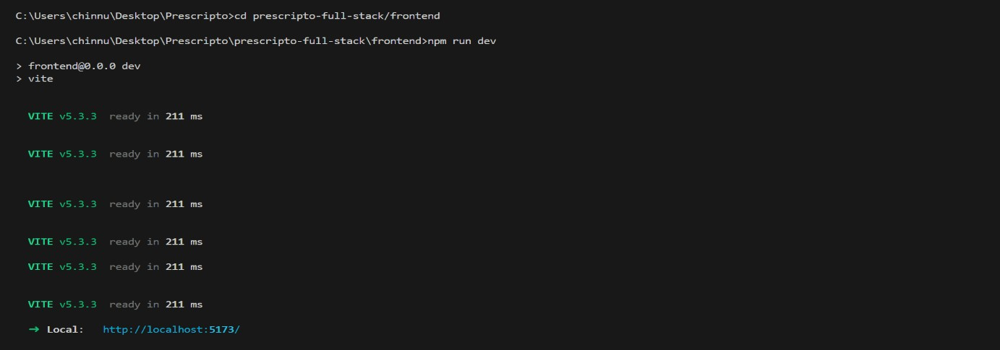 C:\Users\chinnu\Desktop\Prescripto>cd prescripto-full-stack/frontend
C:\Users\chinnu\Desktop\Prescripto\prescripto-full-stack\frontend>npm run dev
> frontend@0.0.0 dev
> vite
VITE v5.3.3  ready in 211 ms
VITE v5.3.3  ready in 211 ms
VITE v5.3.3  ready in 211 ms
VITE v5.3.3  ready in 211 ms
VITE v5.3.3  ready in 211 ms
VITE v5.3.3  ready in 211 ms
➜ Local:   http://localhost:5173/